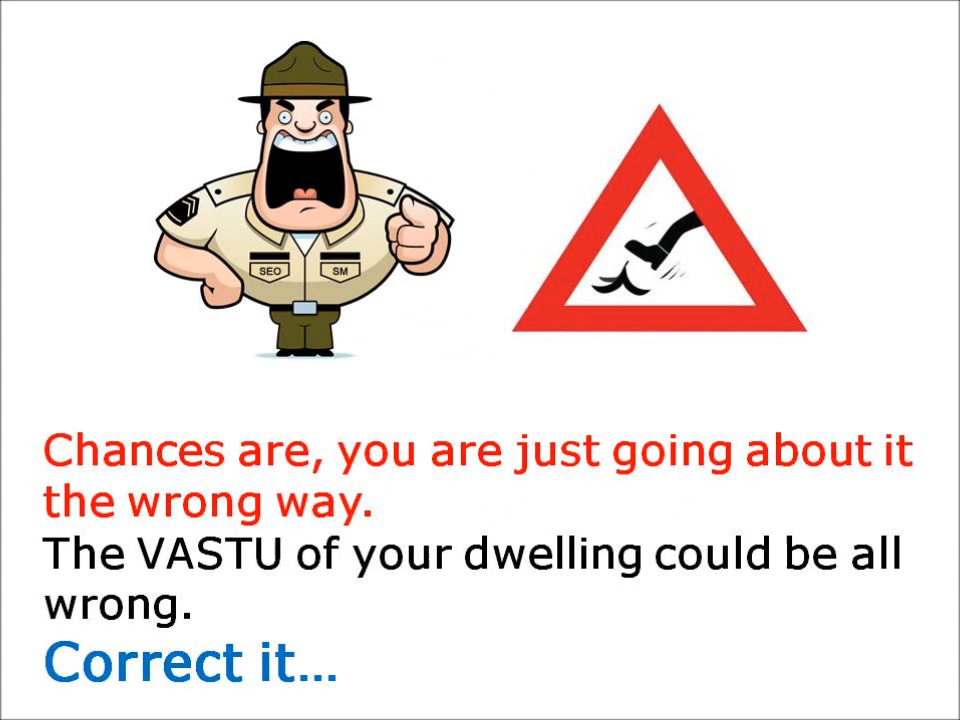 SEO
SM
Chances are, you are just going about it
the wrong way.
The VASTU of your dwelling could be all
wrong.
Correct it...